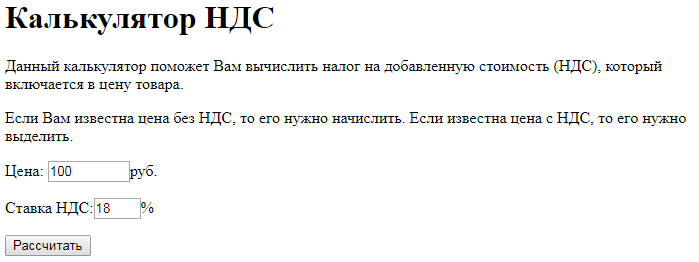 Калькулятор НДС
Данный калькулятор поможет Вам вычислить налог на добавленную стоимость (НДС), который
включается в цену товара.
Если Вам известна цена без НДС, то его нужно начислить. Если известна цена с НДС, то его нужно
выделить.
Цена: 100руб.
Ставка НДС:18%
Рассчитать